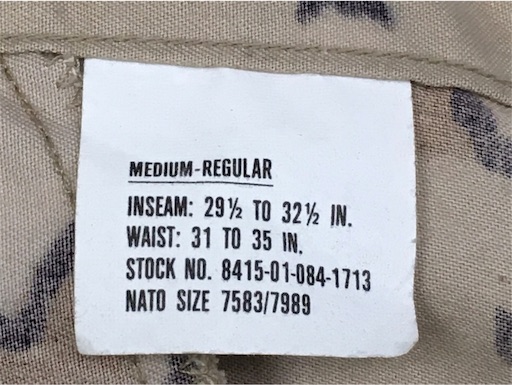 MEDIUM-REGULAR
INSEAM: 29½ TO 32½ IN.
WAIST: 31 TO 35 IN.
STOCK NO. 8415-01-084-1713
NATO SIZE 7583/7989